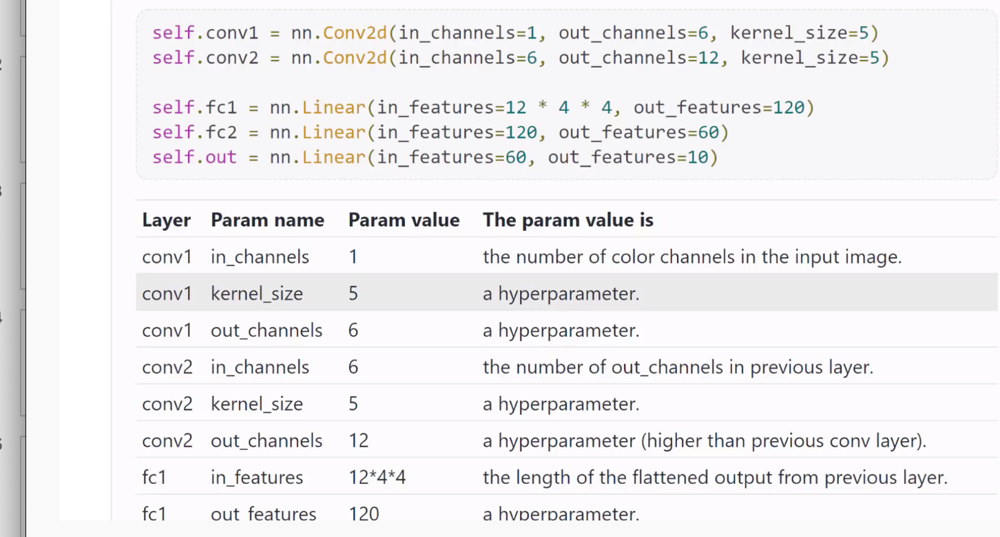 self.conv1 = nn.Conv2d(in_channels=1, out_channels=6, kernel_size=5)
self.conv2 = nn.Conv2d(in_channels=6, out_channels=12, kernel_size=5)
self.fc1 = nn.Linear(in_features=12 * 4 * 4, out_features=120)
self.fc2 = nn.Linear(in_features=120, out_features=60)
self.out = nn.Linear(in_features=60, out_features=10)
Layer Param name Param value The param value is
conv1 in_channels 1 the number of color channels in the input image.
conv1 kernel_size 5 a hyperparameter.
conv1 out_channels 6 a hyperparameter.
conv2 in_channels 6 the number of out_channels in previous layer.
conv2 kernel_size 5 a hyperparameter.
conv2 out_channels 12 a hyperparameter (higher than previous conv layer).
fc1 in_features 12*4*4 the length of the flattened output from previous layer.
fc1 out_features 120 a hyperparameter.